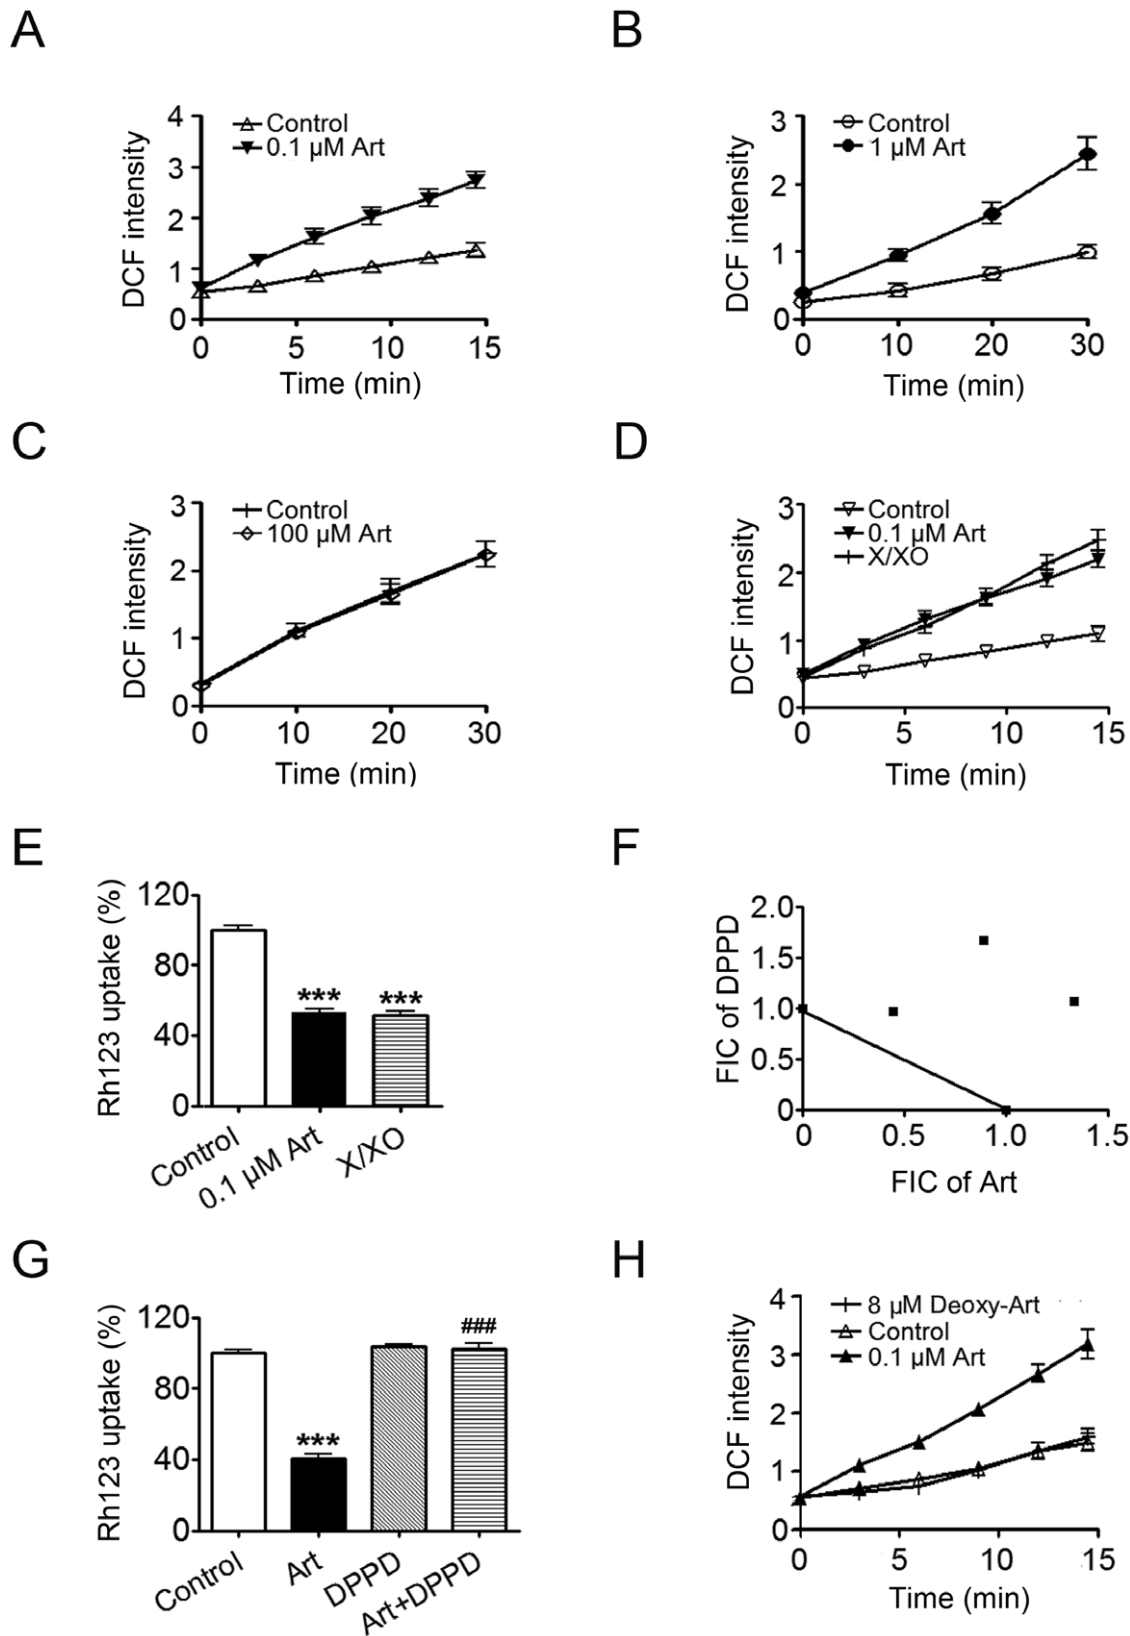 A
DCF intensity
4
3
2
1
0
Control
0.1 µM Art
0 5 10 15
Time (min)
B
DCF intensity
3
2
1
0
Control
1 µM Art
0 10 20 30
Time (min)
C
DCF intensity
3
2
1
0
Control
100 µM Art
0 10 20 30
Time (min)
D
DCF intensity
3
2
1
0
Control
0.1 µM Art
X/XO
0 5 10 15
Time (min)
E
Rh123 uptake (%)
120
80
40
0
*** ***
Control 0.1 µM Art X/XO
F
FIC of DPPD
2.0
1.5
1.0
0.5
0
0 0.5 1.0 1.5
FIC of Art
G
Rh123 uptake (%)
120
80
40
0
*** ###
Control Art DPPD Art+DPPD
H
DCF intensity
4
3
2
1
0
8 µM Deoxy-Art
Control
0.1 µM Art
0 5 10 15
Time (min)